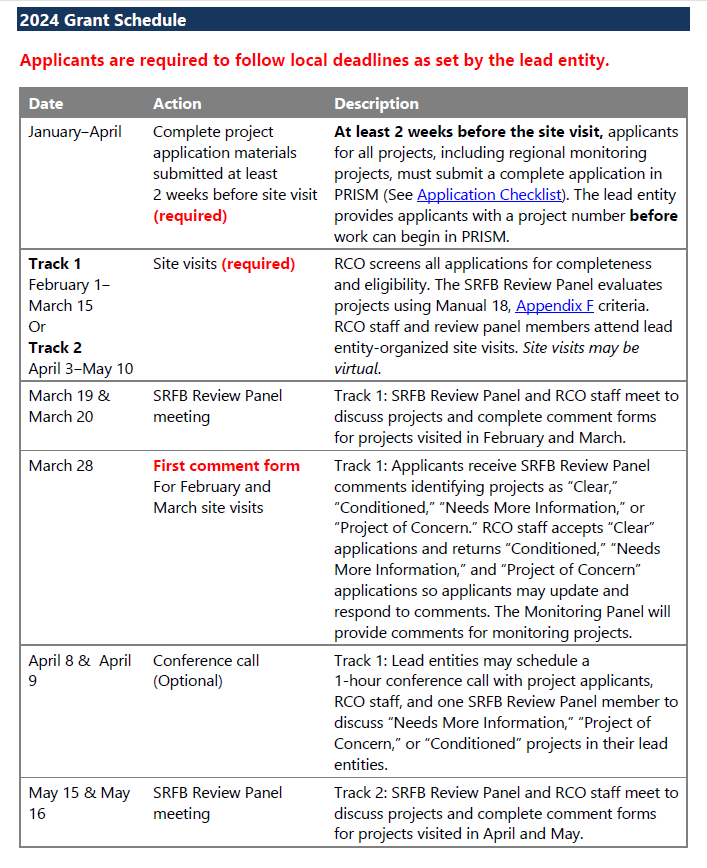 2024 Grant Schedule
Applicants are required to follow local deadlines as set by the lead entity.
Date Action Description
January–April
Complete project
application materials
submitted at least
2 weeks before site visit
(required)
At least 2 weeks before the site visit, applicants
for all projects, including regional monitoring
projects, must submit a complete application in
PRISM (See Application Checklist). The lead entity
provides applicants with a project number before
work can begin in PRISM.
Track 1
February 1–
March 15
Or
Track 2
April 3–May 10
Site visits (required)
RCO screens all applications for completeness
and eligibility. The SRFB Review Panel evaluates
projects using Manual 18, Appendix F criteria.
RCO staff and review panel members attend lead
entity-organized site visits. Site visits may be
virtual.
March 19 &
March 20
SRFB Review Panel
meeting
Track 1: SRFB Review Panel and RCO staff meet to
discuss projects and complete comment forms
for projects visited in February and March.
March 28
First comment form
For February and
March site visits
Track 1: Applicants receive SRFB Review Panel
comments identifying projects as “Clear,”
“Conditioned,” “Needs More Information,” or
“Project of Concern.” RCO staff accepts “Clear”
applications and returns “Conditioned,” “Needs
More Information,” and “Project of Concern”
applications so applicants may update and
respond to comments. The Monitoring Panel will
provide comments for monitoring projects.
April 8 & April
9
Conference call
(Optional)
Track 1: Lead entities may schedule a
1-hour conference call with project applicants,
RCO staff, and one SRFB Review Panel member to
discuss “Needs More Information,” “Project of
Concern,” or “Conditioned” projects in their lead
entities.
May 15 & May
16
SRFB Review Panel
meeting
Track 2: SRFB Review Panel and RCO staff meet to
discuss projects and complete comment forms
for projects visited in April and May.